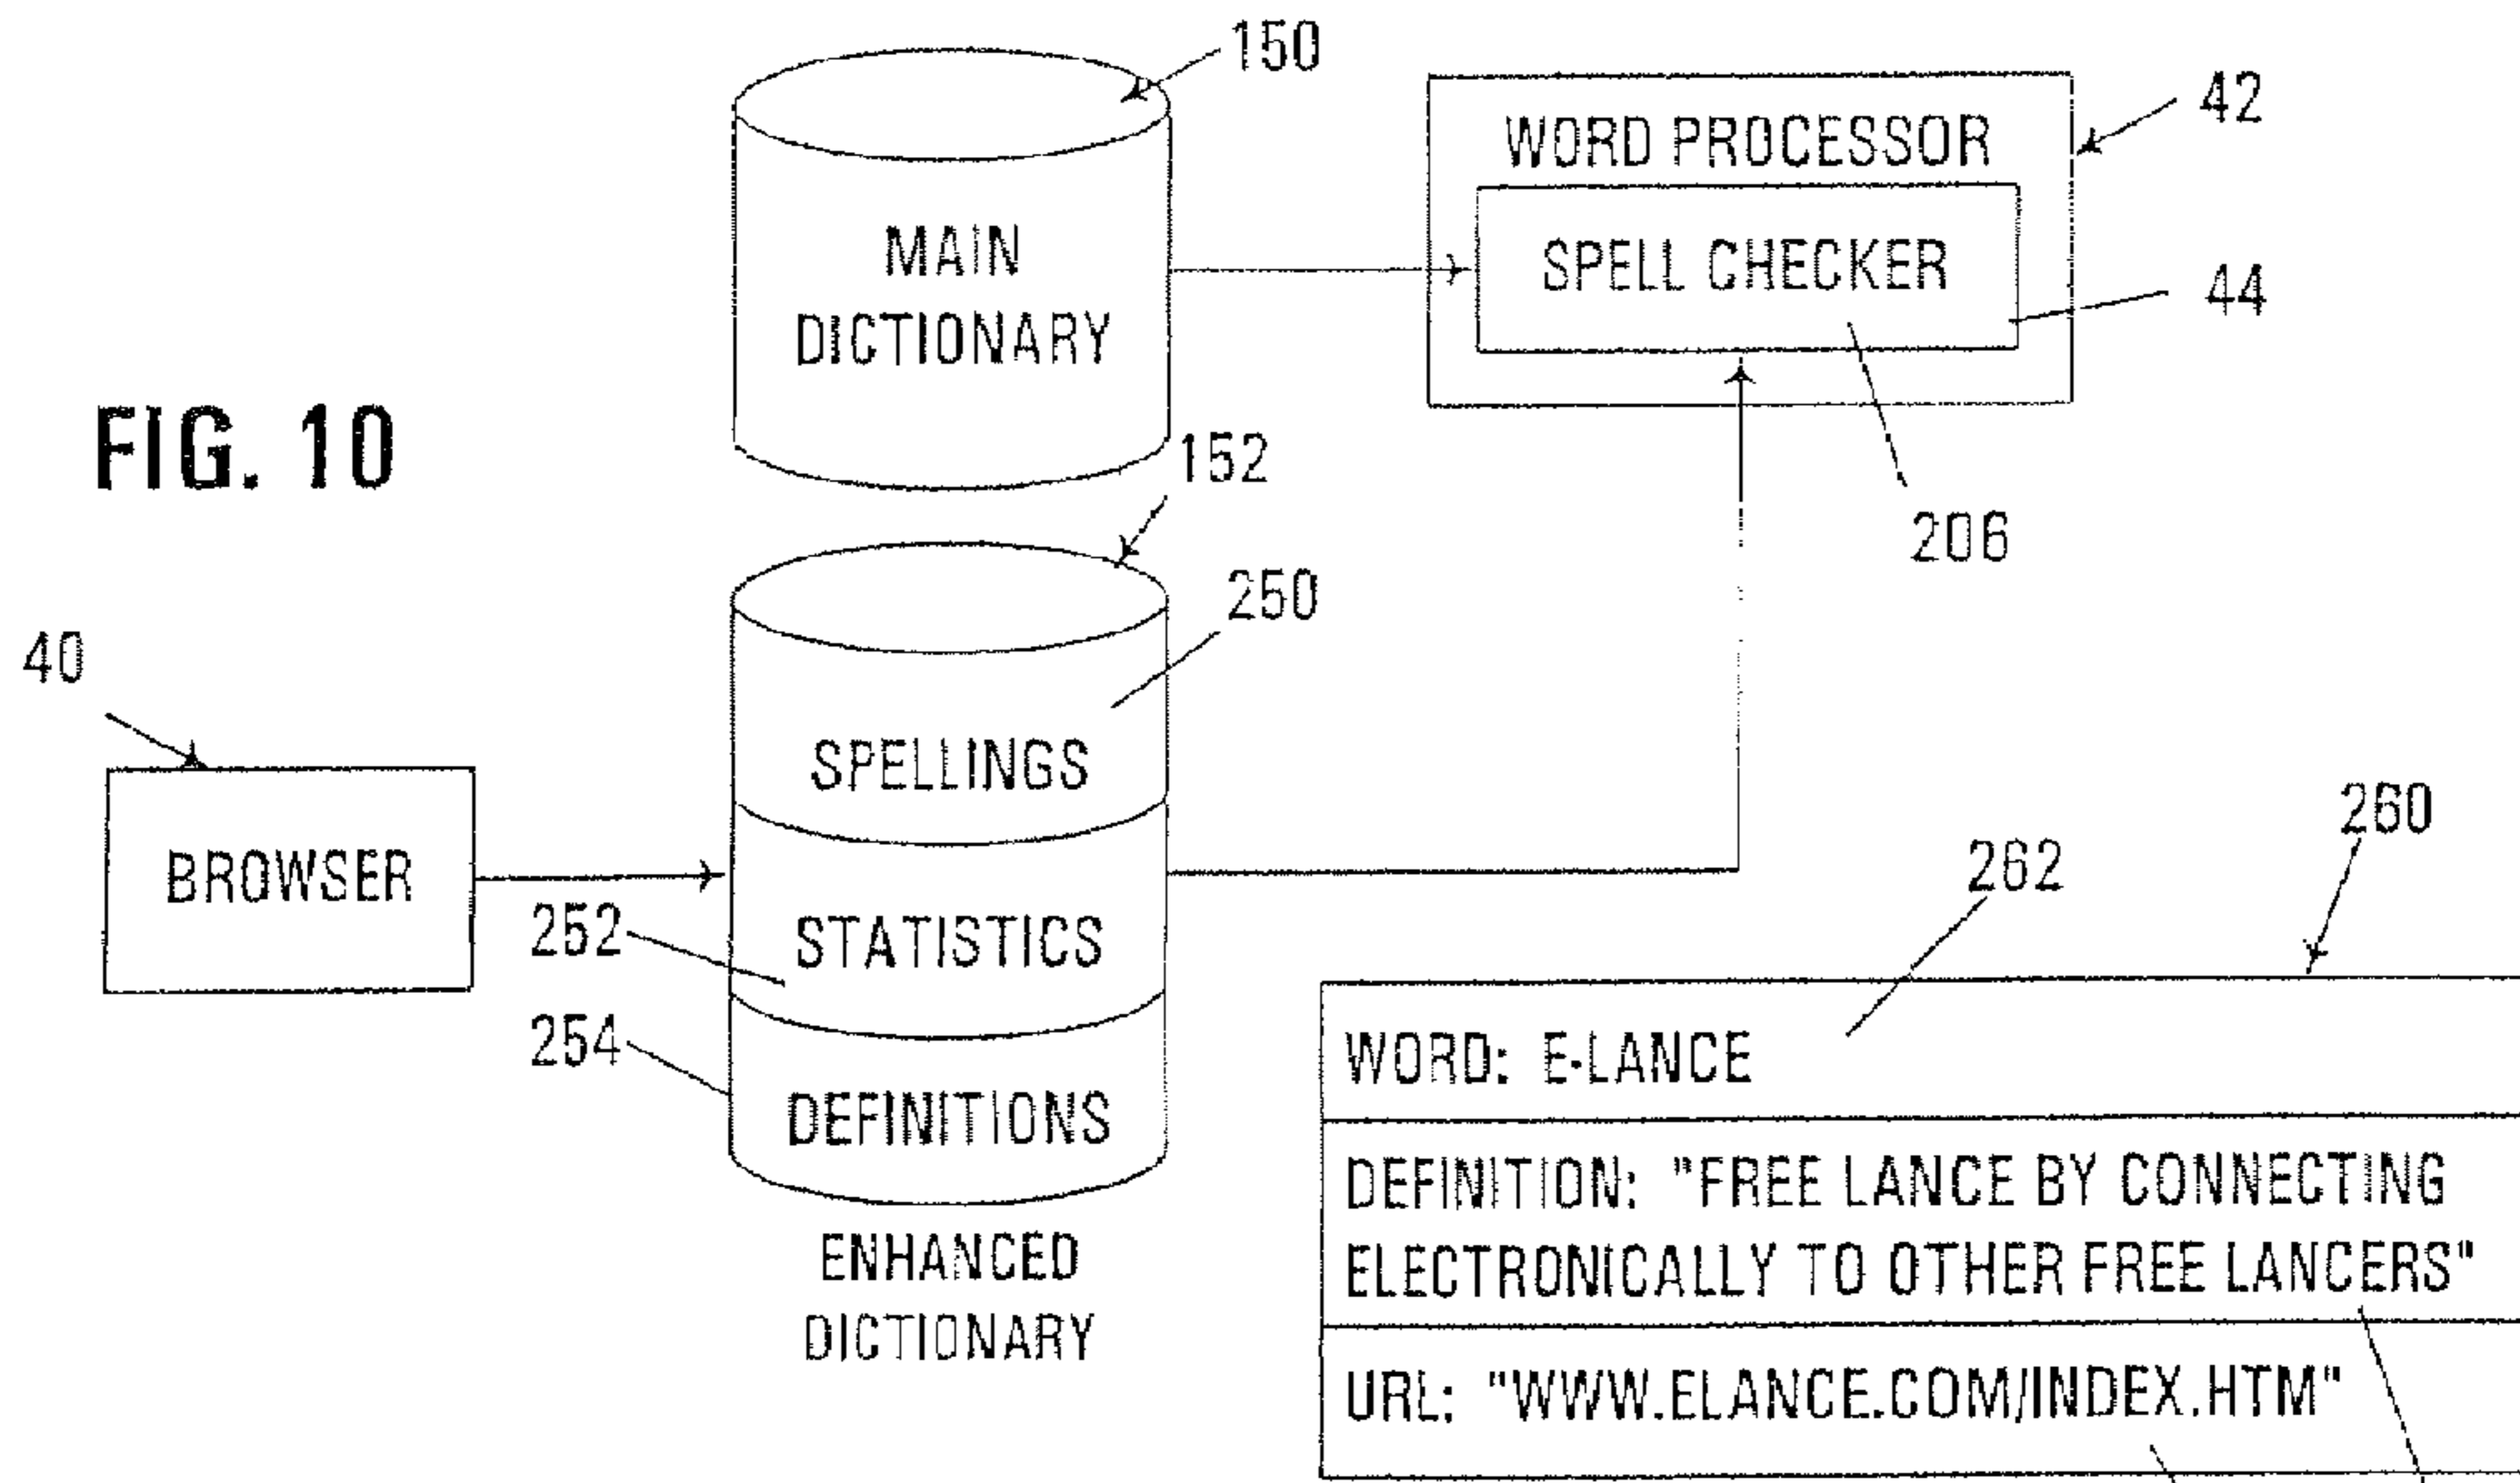 150
42
WORD PROCESSOR
SPELL CHECKER
44
MAIN
DICTIONARY
FIG. 10
152
206
250
40
SPELLINGS
260
262
BROWSER
252
STATISTICS
254
WORD: E-LANCE
DEFINITIONS
DEFINITION: "FREE LANCE BY CONNECTING
ELECTRONICALLY TO OTHER FREE LANCERS"
ENHANCED
DICTIONARY
URL: "WWW.ELANCE.COM/INDEX.HTM"